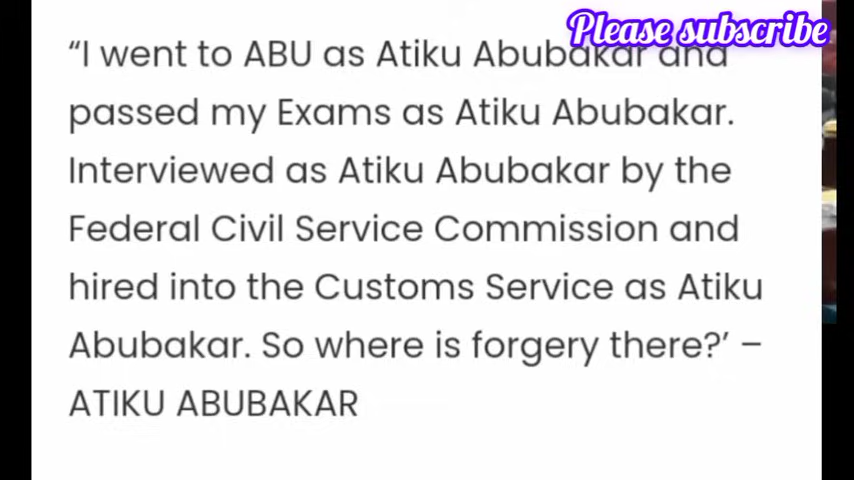 Please subscribe
“I went to ABU as Atiku Abubakar and
passed my Exams as Atiku Abubakar.
Interviewed as Atiku Abubakar by the
Federal Civil Service Commission and
hired into the Customs Service as Atiku
Abubakar. So where is forgery there?’ –
ATIKU ABUBAKAR